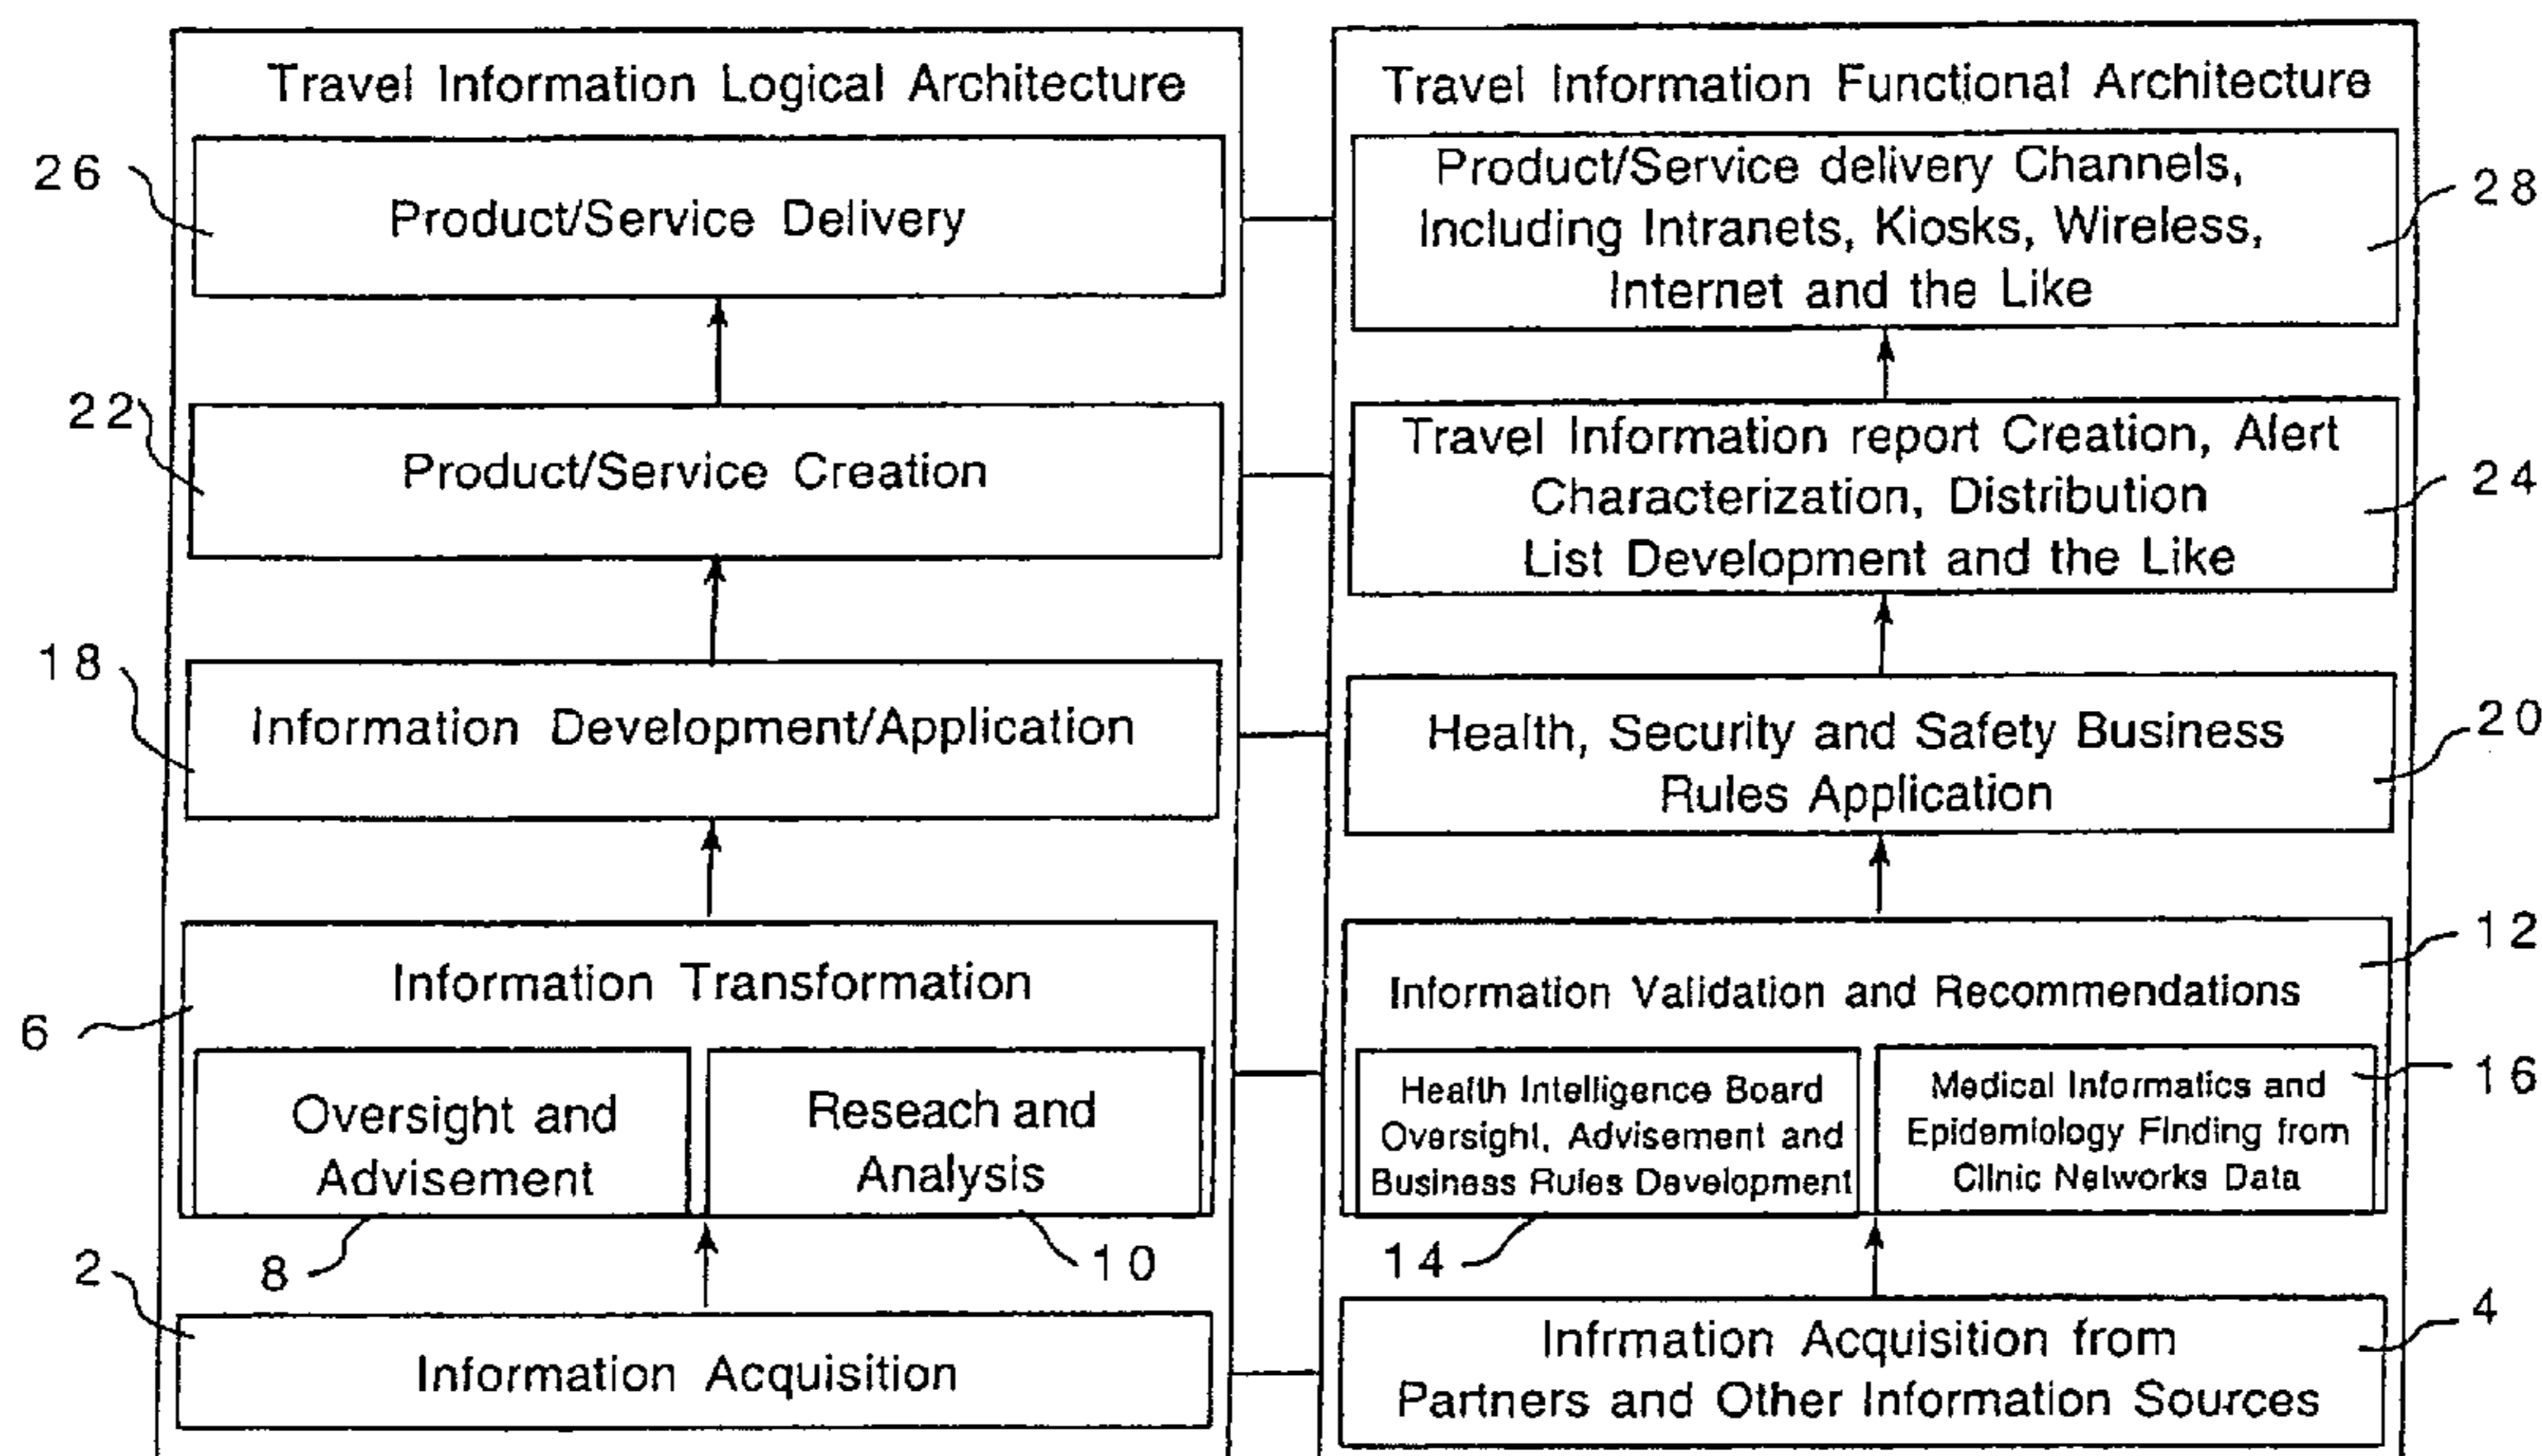 Travel Information Logical Architecture
26
Product/Service Delivery
22
Product/Service Creation
18
Information Development/Application
Information Transformation
6
Oversight and
Advisement
Reseach and
Analysis
8
10
2
Information Acquisition
Travel Information Functional Architecture
Product/Service delivery Channels,
Including Intranets, Kiosks, Wireless,
Internet and the Like
28
Travel Information report Creation, Alert
Characterization, Distribution
List Development and the Like
24
Health, Security and Safety Business
Rules Application
20
12
Information Validation and Recommendations
Health Intelligence Board
Oversight, Advisement and
Business Rules Development
Medical Informatics and
Epidemiology Finding from
Clinic Networks Data
16
14
4
Infrmation Acquisition from
Partners and Other Information Sources